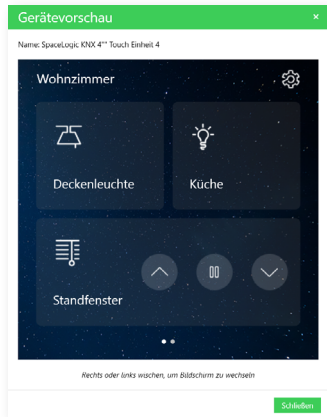 Gerätevorschau
Name: SpaceLogic KNX 4"" Touch Einheit 4
Wohnzimmer
Deckenleuchte
Küche
Standfenster
Rechts oder links wischen, um Bildschirm zu wechseln
Schließen